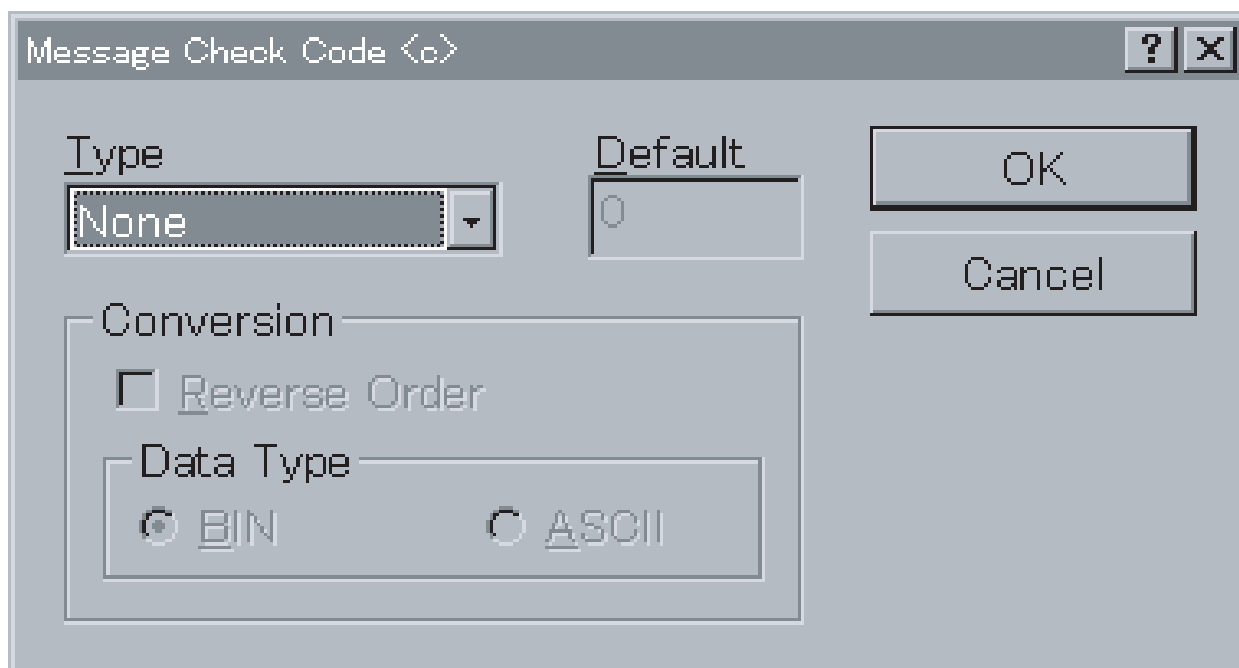 Message Check Code <c>
Type
Default
OK
None
0
Cancel
Conversion
Reverse Order
Data Type
BIN
ASCII